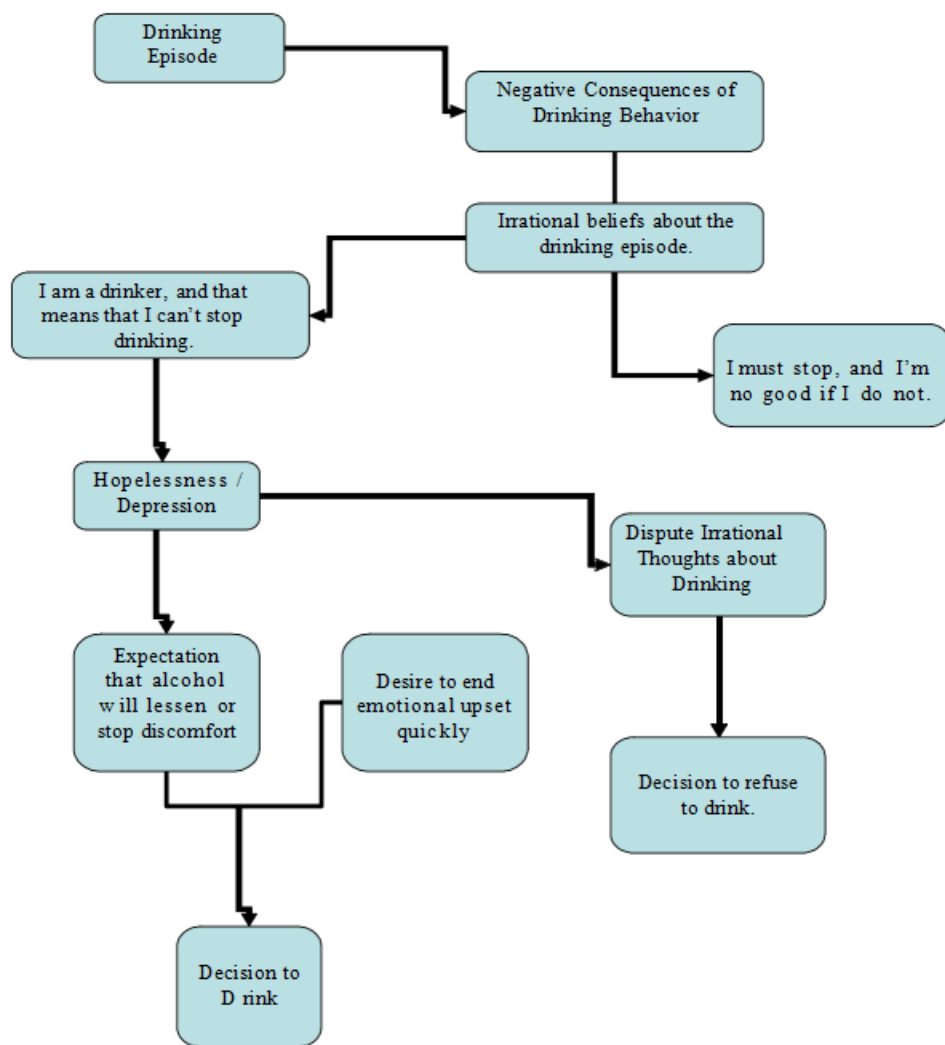 Drinking
Episode
Negative Consequences of
Drinking Behavior
Irrational beliefs about the
drinking episode.
I am a drinker, and that
means that I can't stop
drinking.
I must stop, and I'm
no good if I do not.
Hopelessness /
Depression
Dispute Irrational
Thoughts about
Drinking
Expectation
that alcohol
will lessen or
stop discomfort
Desire to end
emotional upset
quickly
Decision to refuse
to drink.
Decision to
D rink